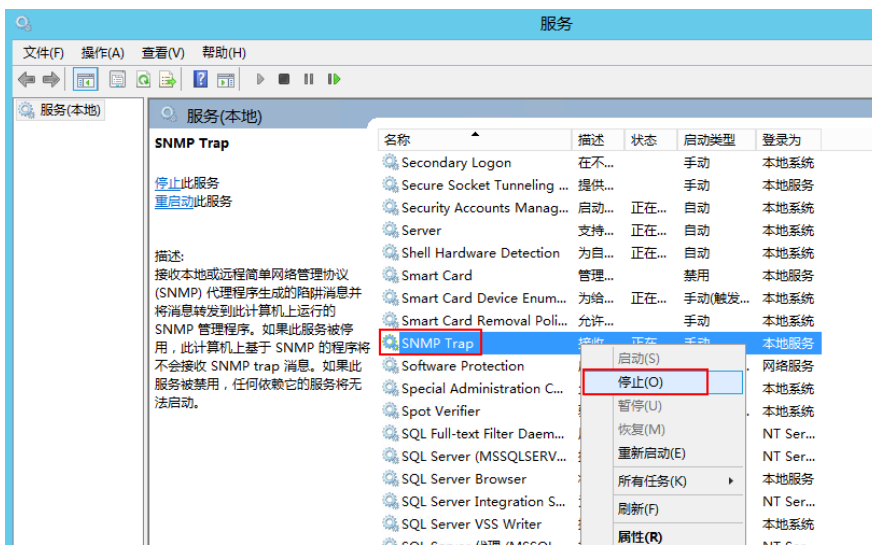 服务
文件(F) 操作(A) 查看(V) 帮助(H)
服务(本地)
服务(本地)
SNMP Trap
停止此服务
重启动此服务
描述:
接收本地或远程简单网络管理协议
(SNMP) 代理程序生成的陷阱消息并
将消息转发到此计算机上运行的
SNMP 管理程序。如果此服务被停
用，此计算机上基于 SNMP 的程序将
不会接收 SNMP trap 消息。如果此
服务被禁用，任何依赖它的服务将无
法启动。
名称 描述 状态 启动类型 登录为
Secondary Logon 在不... 手动 本地系统
Secure Socket Tunneling ... 提供... 手动 本地服务
Security Accounts Manag... 启动... 正在... 自动 本地系统
Server 支持... 正在... 自动 本地系统
Shell Hardware Detection 为自... 正在... 自动 本地系统
Smart Card 管理... 禁用 本地服务
Smart Card Device Enum... 为给... 正在... 手动(触发... 本地系统
Smart Card Removal Poli... 允许... 手动 本地系统
SNMP Trap 接收... 正在... 手动 本地服务
Software Protection 网络服务
Special Administration C... 本地系统
Spot Verifier 本地系统
SQL Full-text Filter Daem... NT Ser...
SQL Server (MSSQLSERV... NT Ser...
SQL Server Browser 本地服务
SQL Server Integration S... NT Ser...
SQL Server VSS Writer 本地系统
SQL Server 代理 (MSSQL... NT Ser...
启动(S)
停止(O)
暂停(U)
恢复(M)
重新启动(E)
所有任务(K)
刷新(F)
属性(R)